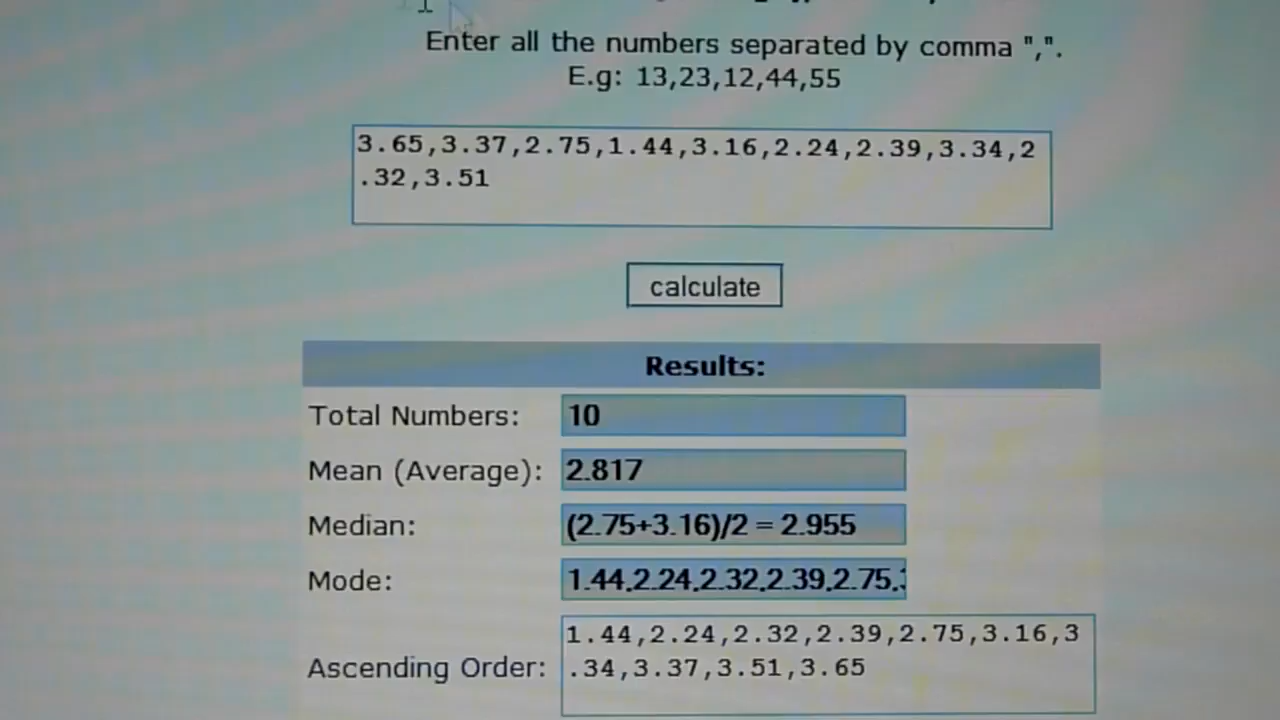 Enter all the numbers separated by comma ",".
E.g: 13,23,12,44,55
3.65,3.37,2.75,1.44,3.16,2.24,2.39,3.34,2
.32,3.51
calculate
Results:
Total Numbers: 10
Mean (Average): 2.817
Median: (2.75+3.16)/2 = 2.955
Mode: 1.44,2.24,2.32,2.39,2.75,
Ascending Order: 1.44,2.24,2.32,2.39,2.75,3.16,3
.34,3.37,3.51,3.65